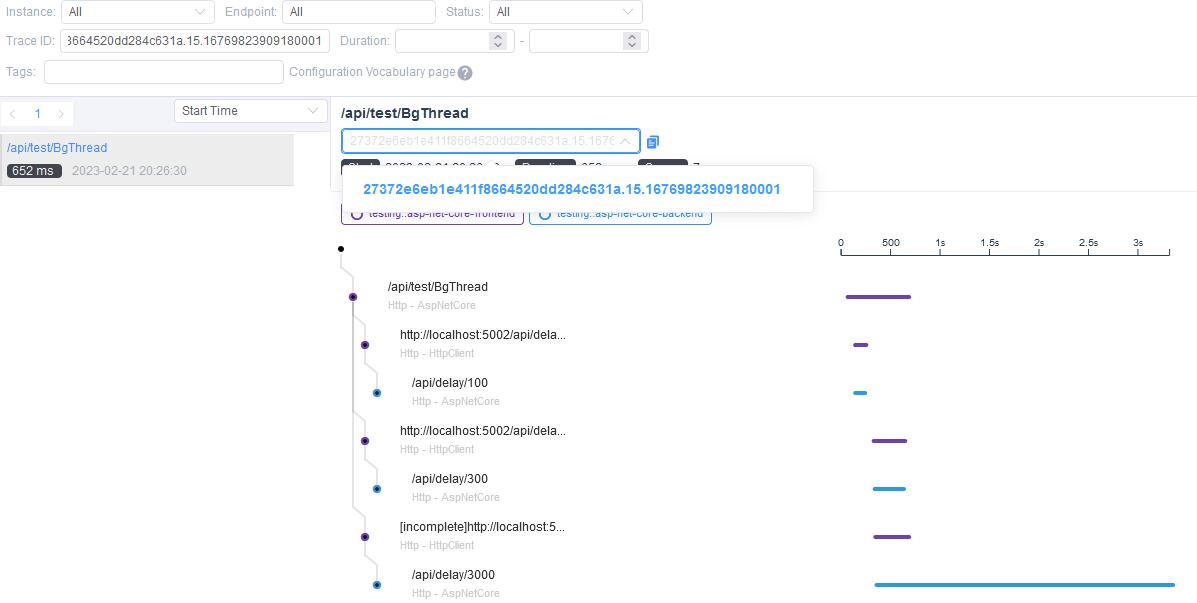 Instance: All Endpoint: All Status: All
Trace ID: 8664520dd284c631a.15.16769823909180001 Duration: -
Tags: Configuration Vocabulary page ?
1 Start Time
/api/test/BgThread
27372e6eb1e411f8664520dd284c631a.15.1676
/api/test/BgThread
652 ms 2023-02-21 20:26:30
27372e6eb1e411f8664520dd284c631a.15.16769823909180001
testing::asp-net-core-frontend testing::asp-net-core-backend
0 500 1s 1.5s 2s 2.5s 3s
/api/test/BgThread
Http - AspNetCore
http://localhost:5002/api/dela...
Http - HttpClient
/api/delay/100
Http - AspNetCore
http://localhost:5002/api/dela...
Http - HttpClient
/api/delay/300
Http - AspNetCore
[incomplete]http://localhost:5...
Http - HttpClient
/api/delay/3000
Http - AspNetCore